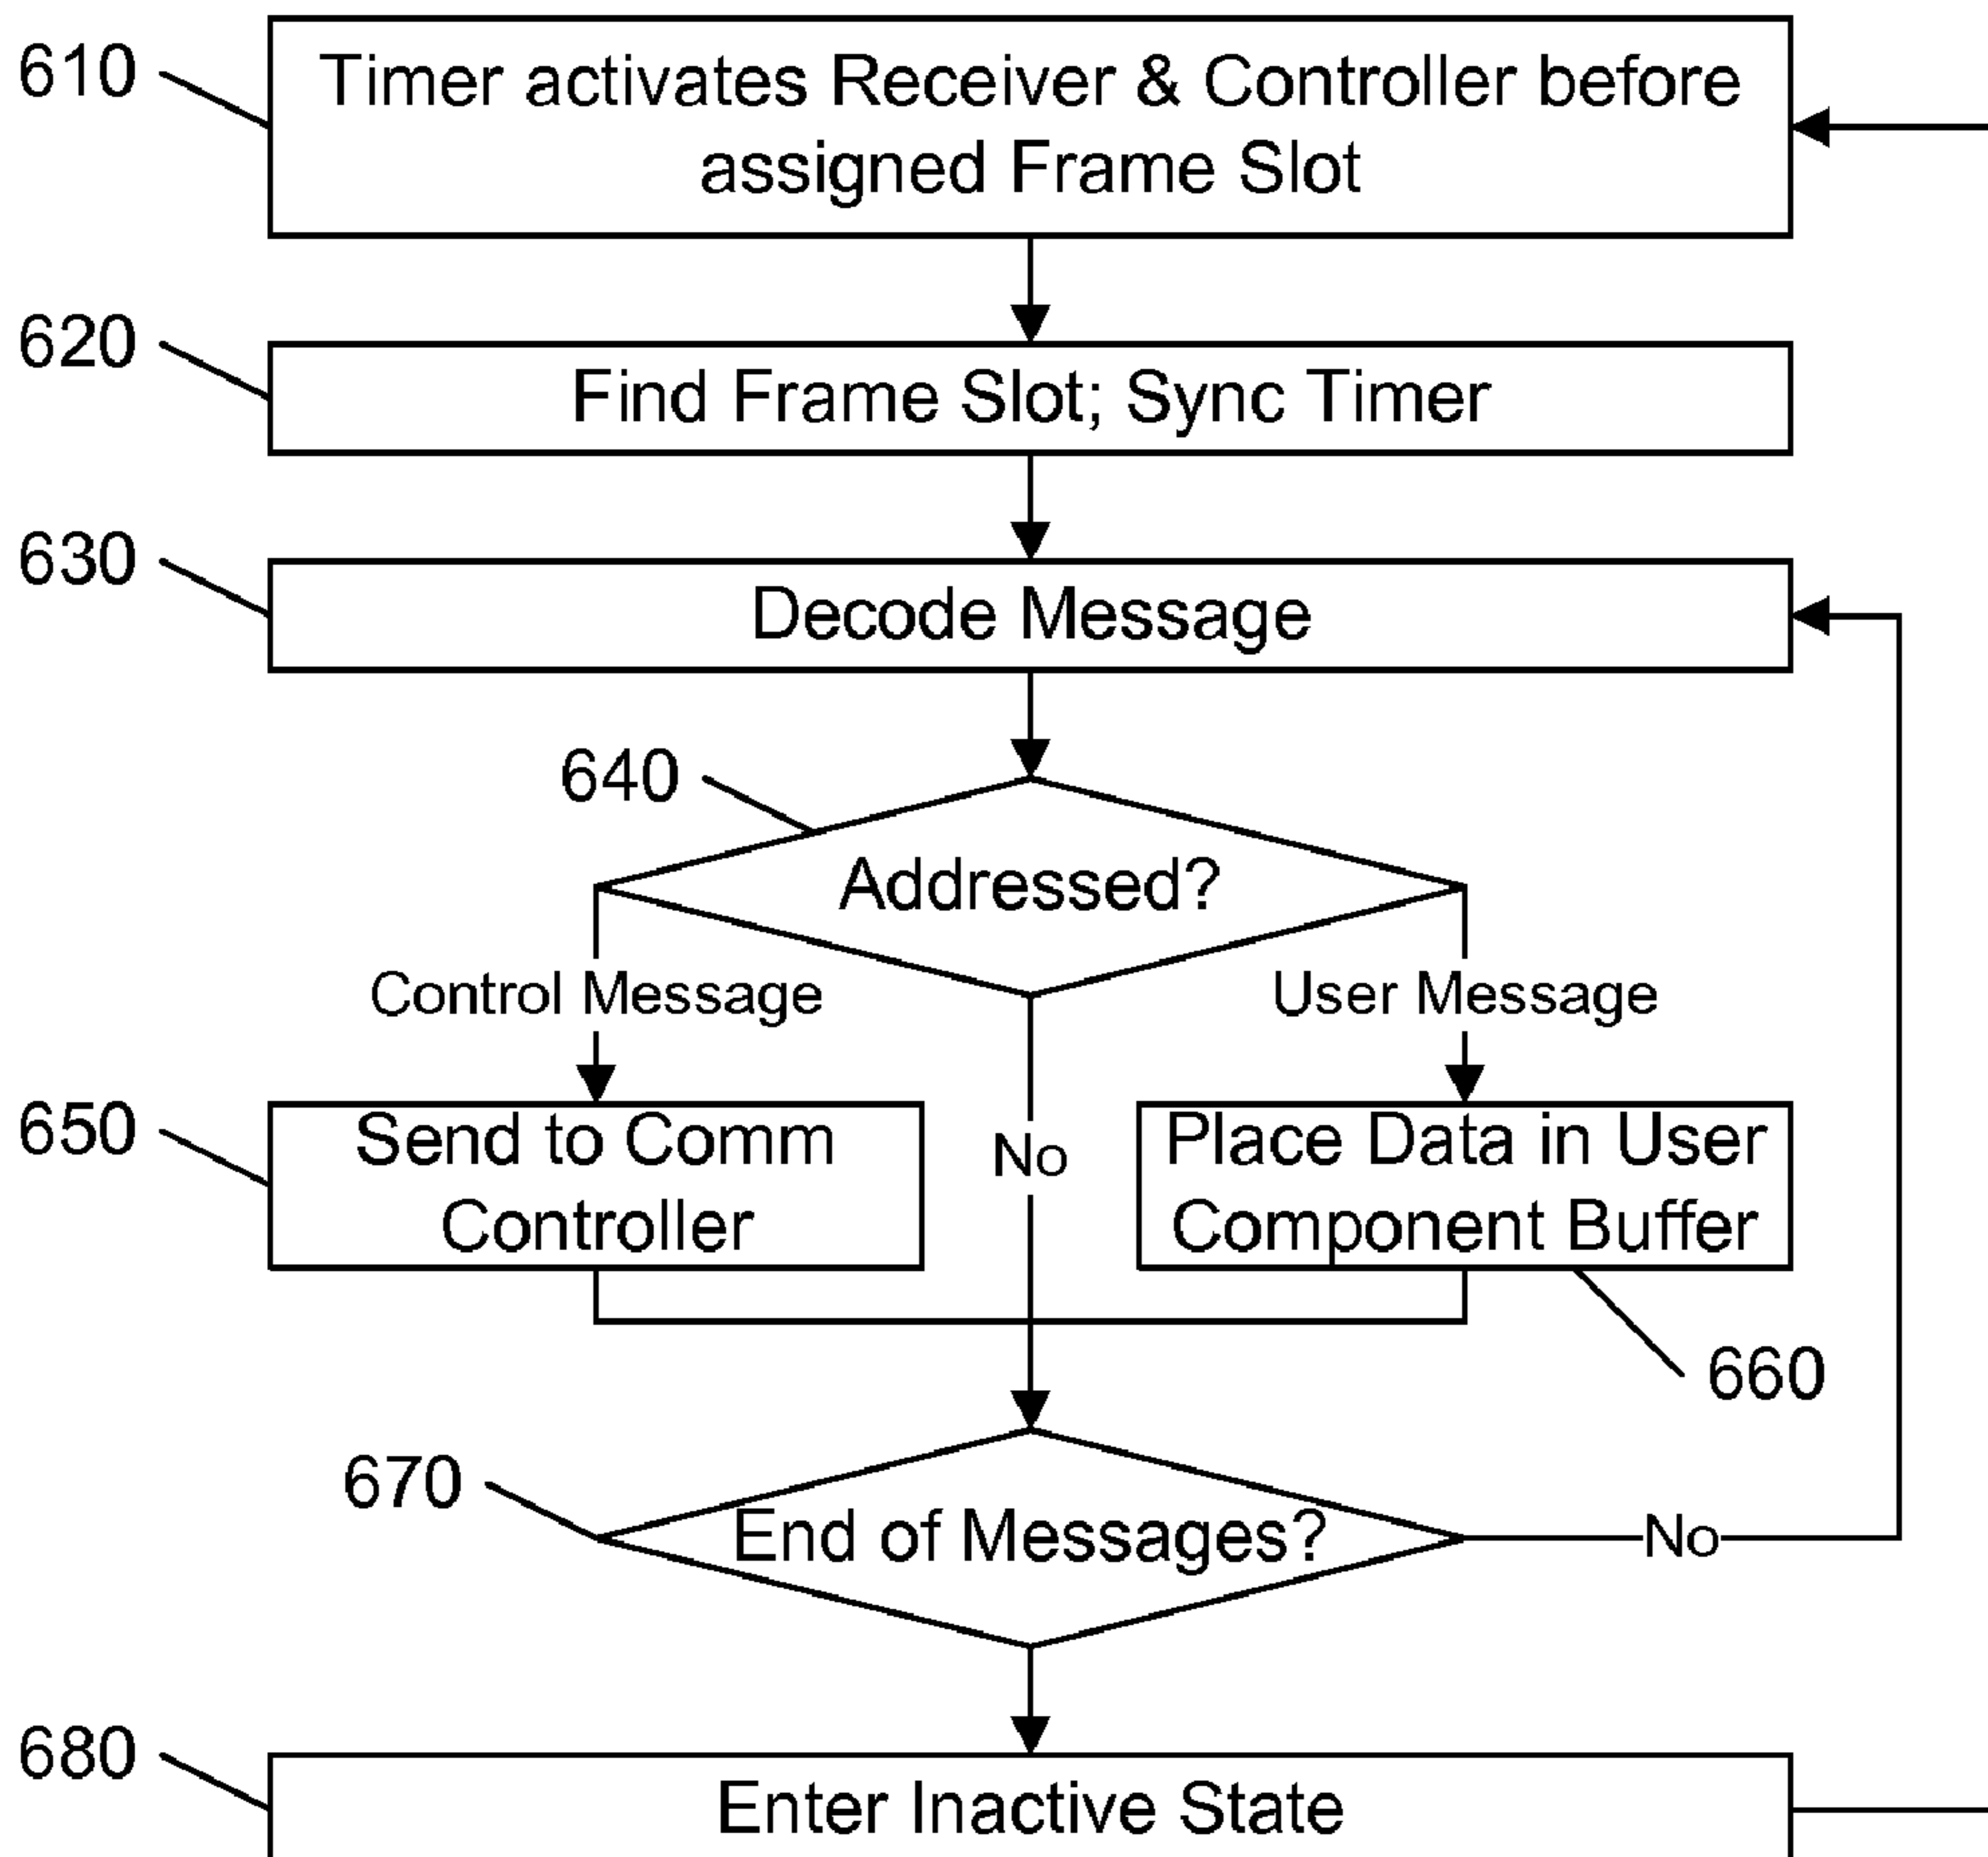 610
Timer activates Receiver & Controller before
assigned Frame Slot
620
Find Frame Slot; Sync Timer
630
Decode Message
640
Addressed?
Control Message
User Message
650
Send to Comm
Controller
No
Place Data in User
Component Buffer
660
670
End of Messages?
No
680
Enter Inactive State